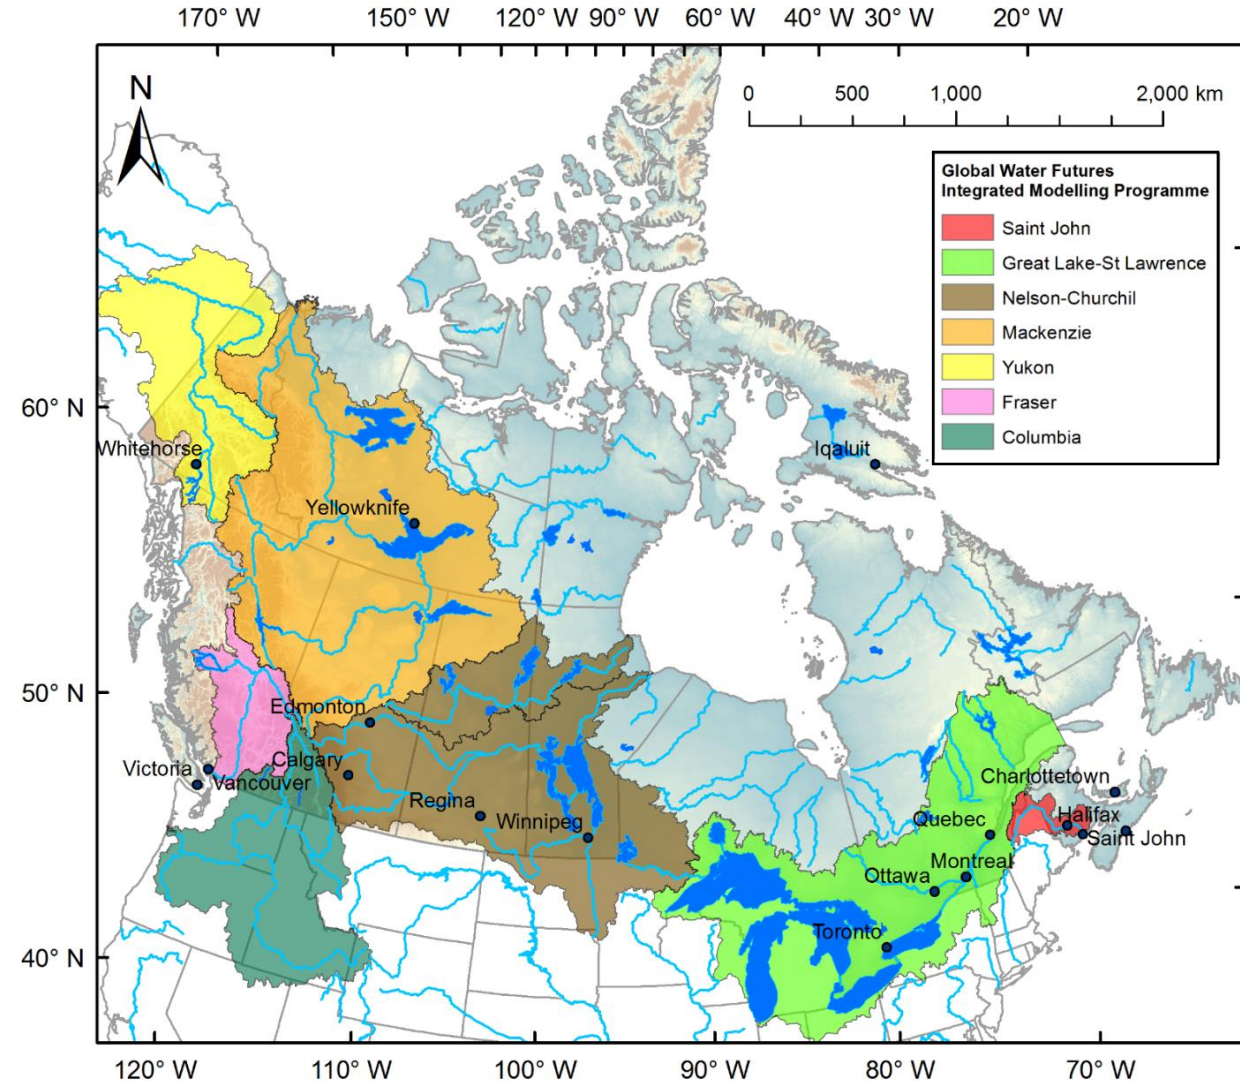 170° W 150° W 120° W 90° W 60° W 40° W 30° W 20° W
N
0 500 1,000 2,000 km
Global Water Futures
Integrated Modelling Programme
Saint John
Great Lake-St Lawrence
Nelson-Churchil
Mackenzie
Yukon
Fraser
Columbia
60° N
Whitehorse
Iqaluit
Yellowknife
50° N
Edmonton
Victoria
Vancouver
Calgary
Charlottetown
Regina
Winnipeg
Quebec
Halifax
Saint John
Montreal
Ottawa
Toronto
40° N
120° W 110° W 100° W 90° W 80° W 70° W